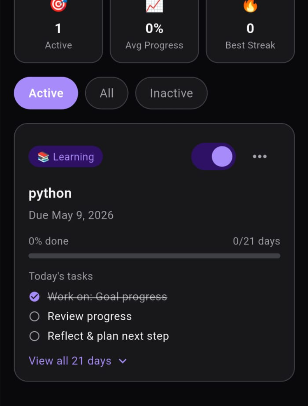 1
Active
0%
Avg Progress
0
Best Streak
Active
All
Inactive
Learning
python
Due May 9, 2026
0% done
0/21 days
Today's tasks
Work on: Goal progress
Review progress
Reflect & plan next step
View all 21 days